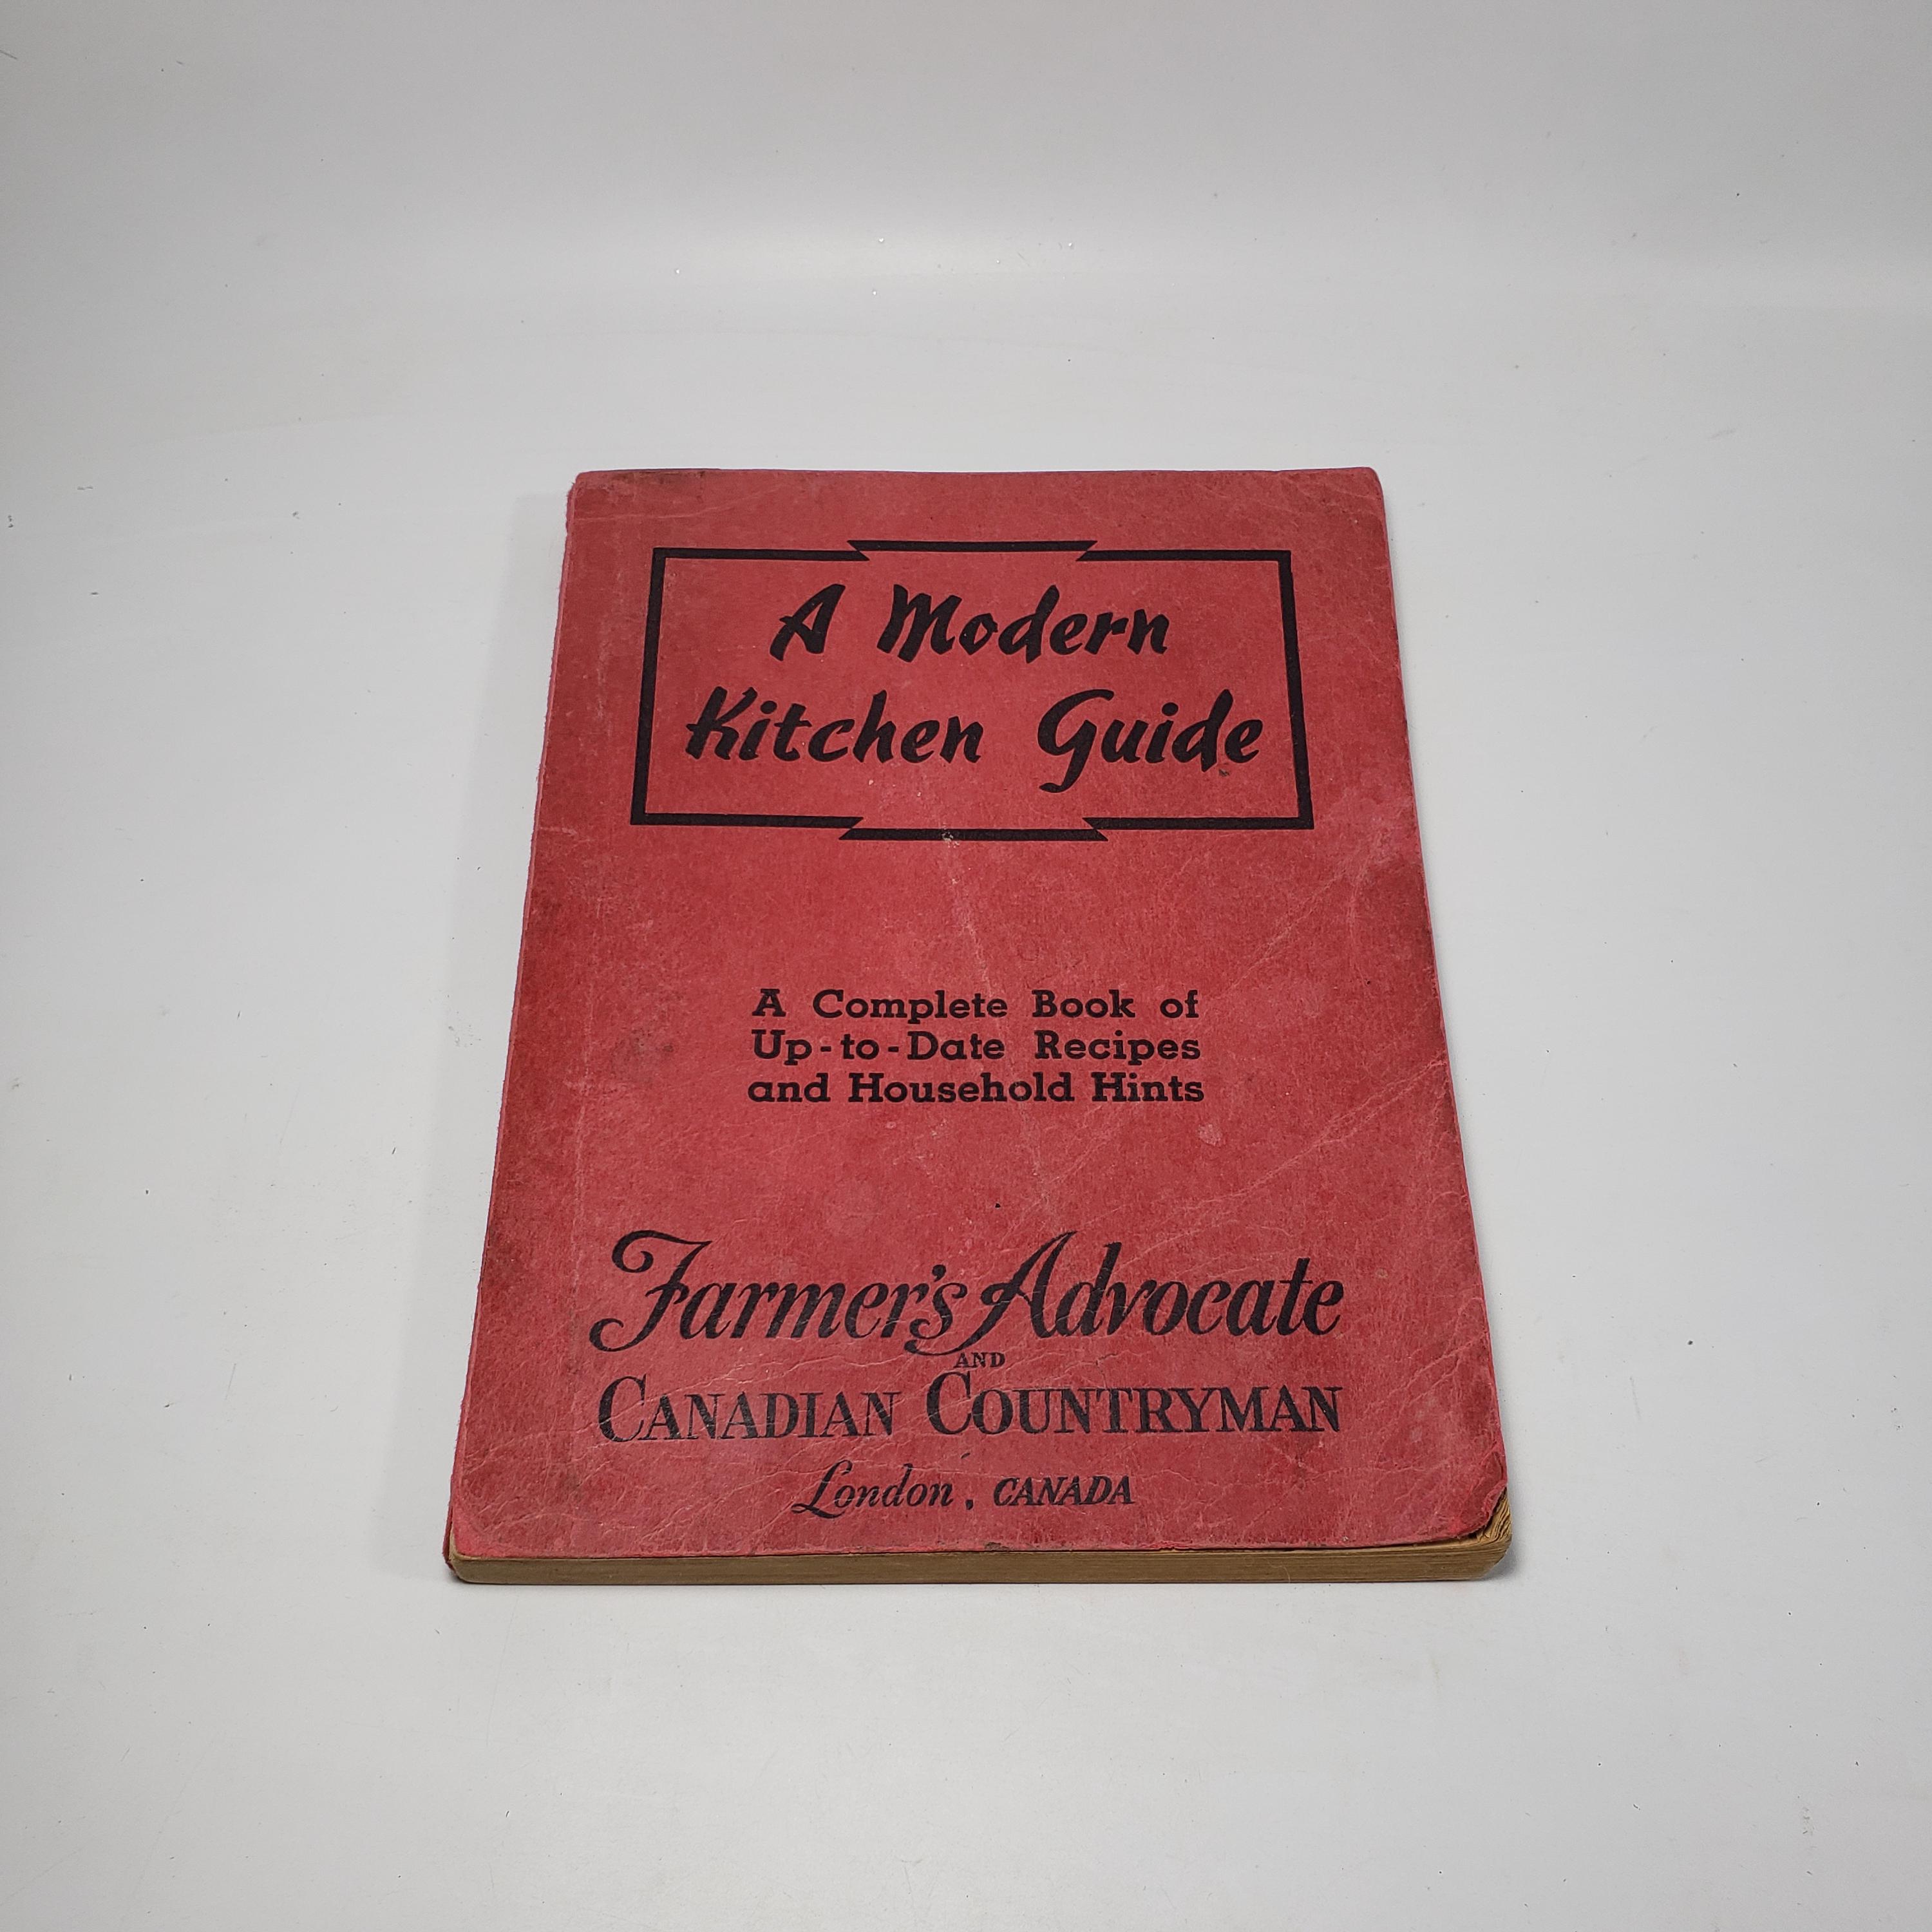 A Modern
Kitchen Guide
A Complete Book of
Up-to-Date Recipes
and Household Hints
Farmer's Advocate
AND
CANADIAN COUNTRYMAN
London, CANADA